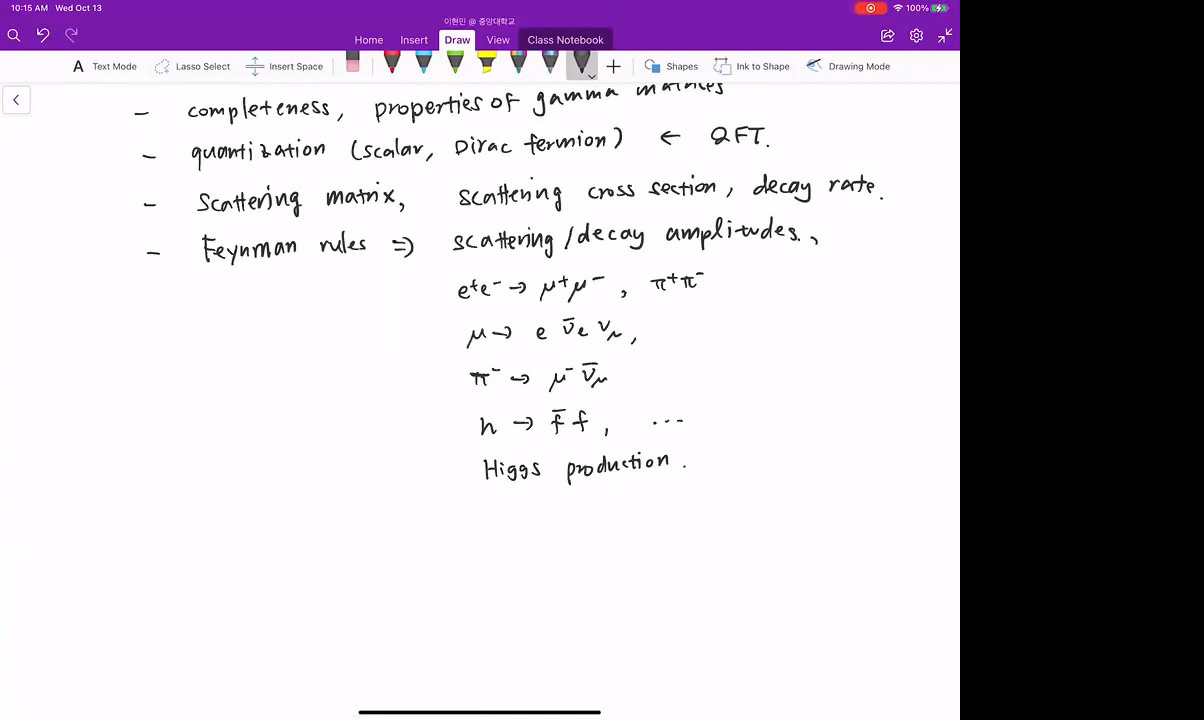 10:15 AM Wed Oct 13
100%
이현민 @ 중앙대학교
Home Insert Draw View Class Notebook
A Text Mode Lasso Select Insert Space Shapes Ink to Shape Drawing Mode
- completeness, properties of gamma matrices
- quantization (scalar, Dirac fermion) ← QFT.
- Scattering matrix, scattering cross section, decay rate.
- Feynman rules ⇒ scattering/decay amplitudes.,
e⁺e⁻ → μ⁺μ⁻, π⁺π⁻
μ → e ν̄e νμ,
π⁻ → μ⁻ ν̄μ
h → f̄ f, ...
Higgs production.